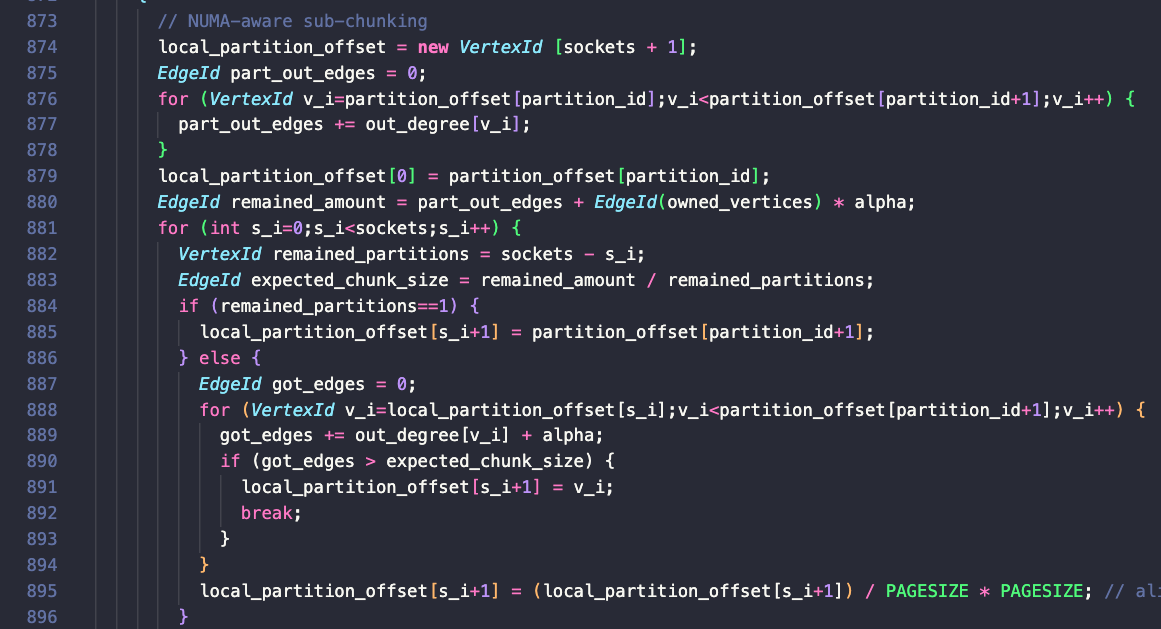 873 // NUMA-aware sub-chunking
874 local_partition_offset = new VertexId [sockets + 1];
875 EdgeId part_out_edges = 0;
876 for (VertexId v_i=partition_offset[partition_id];v_i<partition_offset[partition_id+1];v_i++) {
877 part_out_edges += out_degree[v_i];
878 }
879 local_partition_offset[0] = partition_offset[partition_id];
880 EdgeId remained_amount = part_out_edges + EdgeId(owned_vertices) * alpha;
881 for (int s_i=0;s_i<sockets;s_i++) {
882 VertexId remained_partitions = sockets - s_i;
883 EdgeId expected_chunk_size = remained_amount / remained_partitions;
884 if (remained_partitions==1) {
885 local_partition_offset[s_i+1] = partition_offset[partition_id+1];
886 } else {
887 EdgeId got_edges = 0;
888 for (VertexId v_i=local_partition_offset[s_i];v_i<partition_offset[partition_id+1];v_i++) {
889 got_edges += out_degree[v_i] + alpha;
890 if (got_edges > expected_chunk_size) {
891 local_partition_offset[s_i+1] = v_i;
892 break;
893 }
894 }
895 local_partition_offset[s_i+1] = (local_partition_offset[s_i+1]) / PAGESIZE * PAGESIZE; //
896 }